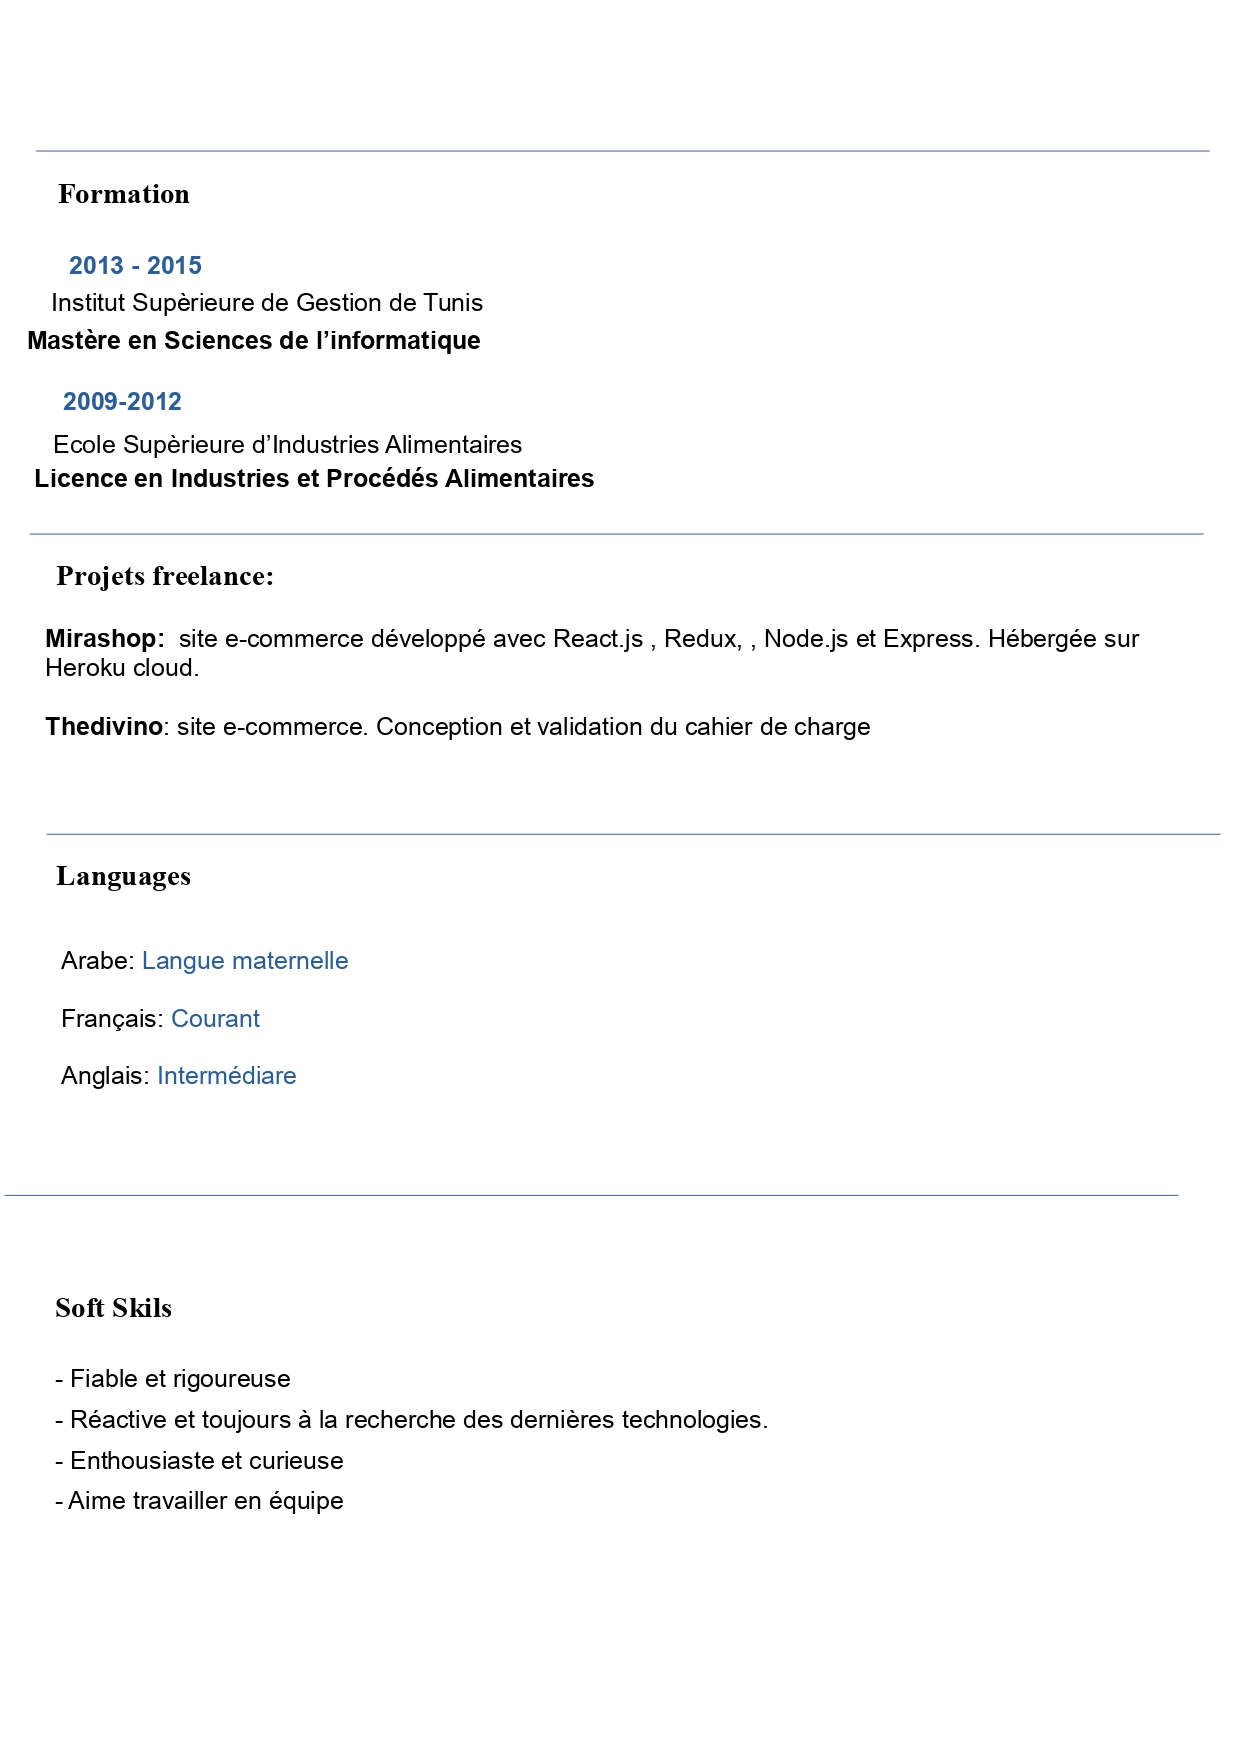 Formation
2013 - 2015
Institut Supèrieure de Gestion de Tunis
Mastère en Sciences de l’informatique
2009-2012
Ecole Supèrieure d’Industries Alimentaires
Licence en Industries et Procédés Alimentaires
Projets freelance:
Mirashop:  site e-commerce développé avec React.js , Redux, , Node.js et Express. Hébergée sur
Heroku cloud.
Thedivino: site e-commerce. Conception et validation du cahier de charge
Languages
Arabe: Langue maternelle
Français: Courant
Anglais: Intermédiare
Soft Skils
- Fiable et rigoureuse
- Réactive et toujours à la recherche des dernières technologies.
- Enthousiaste et curieuse
- Aime travailler en équipe